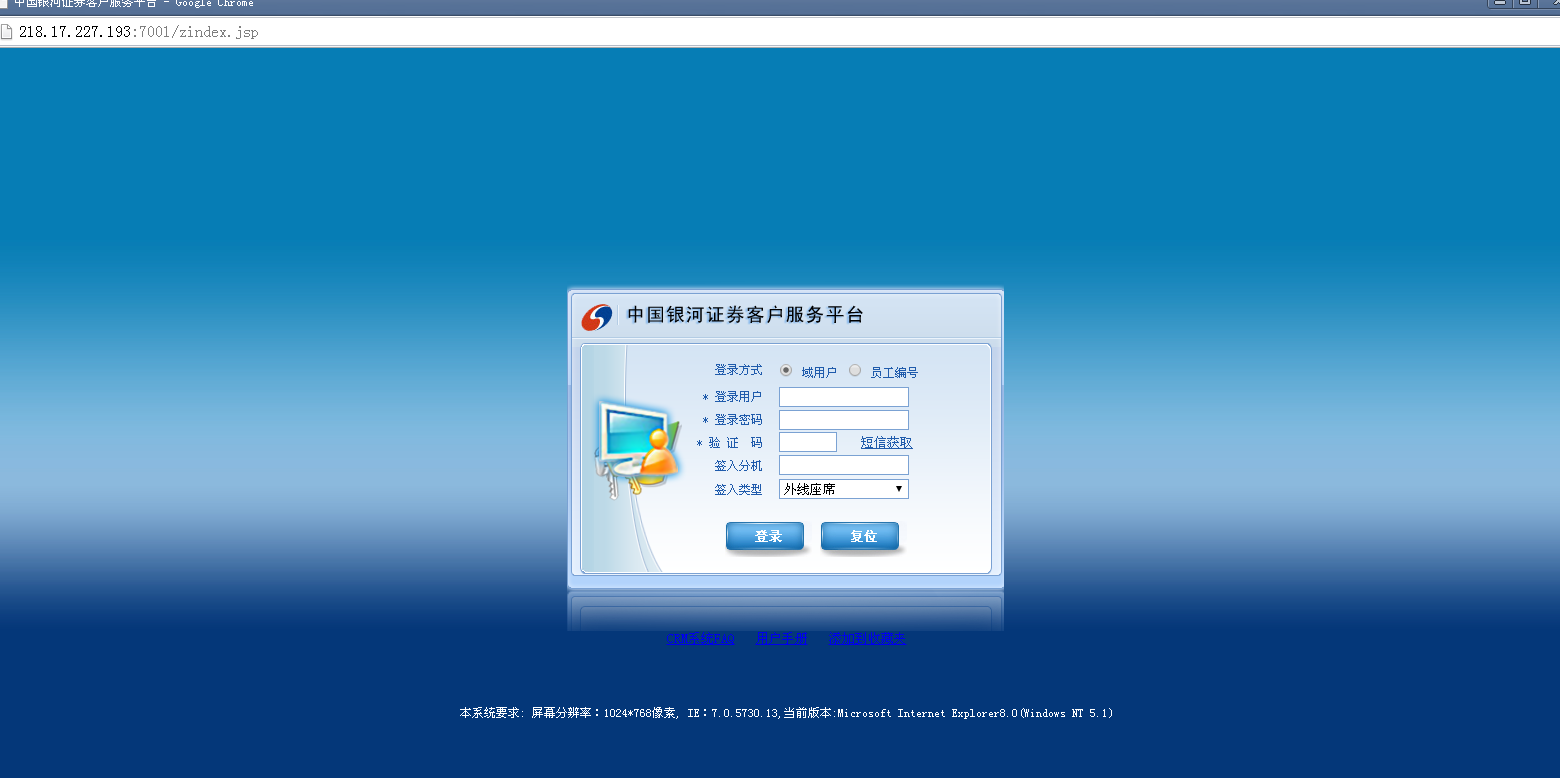 中国银河证券客户服务平台 - Google Chrome
218.17.227.193:7001/zindex.jsp
中国银河证券客户服务平台
登录方式 域用户 员工编号
* 登录用户
* 登录密码
* 验 证 码 短信获取
签入分机
签入类型 外线座席 ▼
登录 复位
CRM系统FAQ 用户手册 添加到收藏夹
本系统要求: 屏幕分辨率：1024*768像素, IE：7.0.5730.13,当前版本:Microsoft Internet Explorer8.0(Windows NT 5.1)